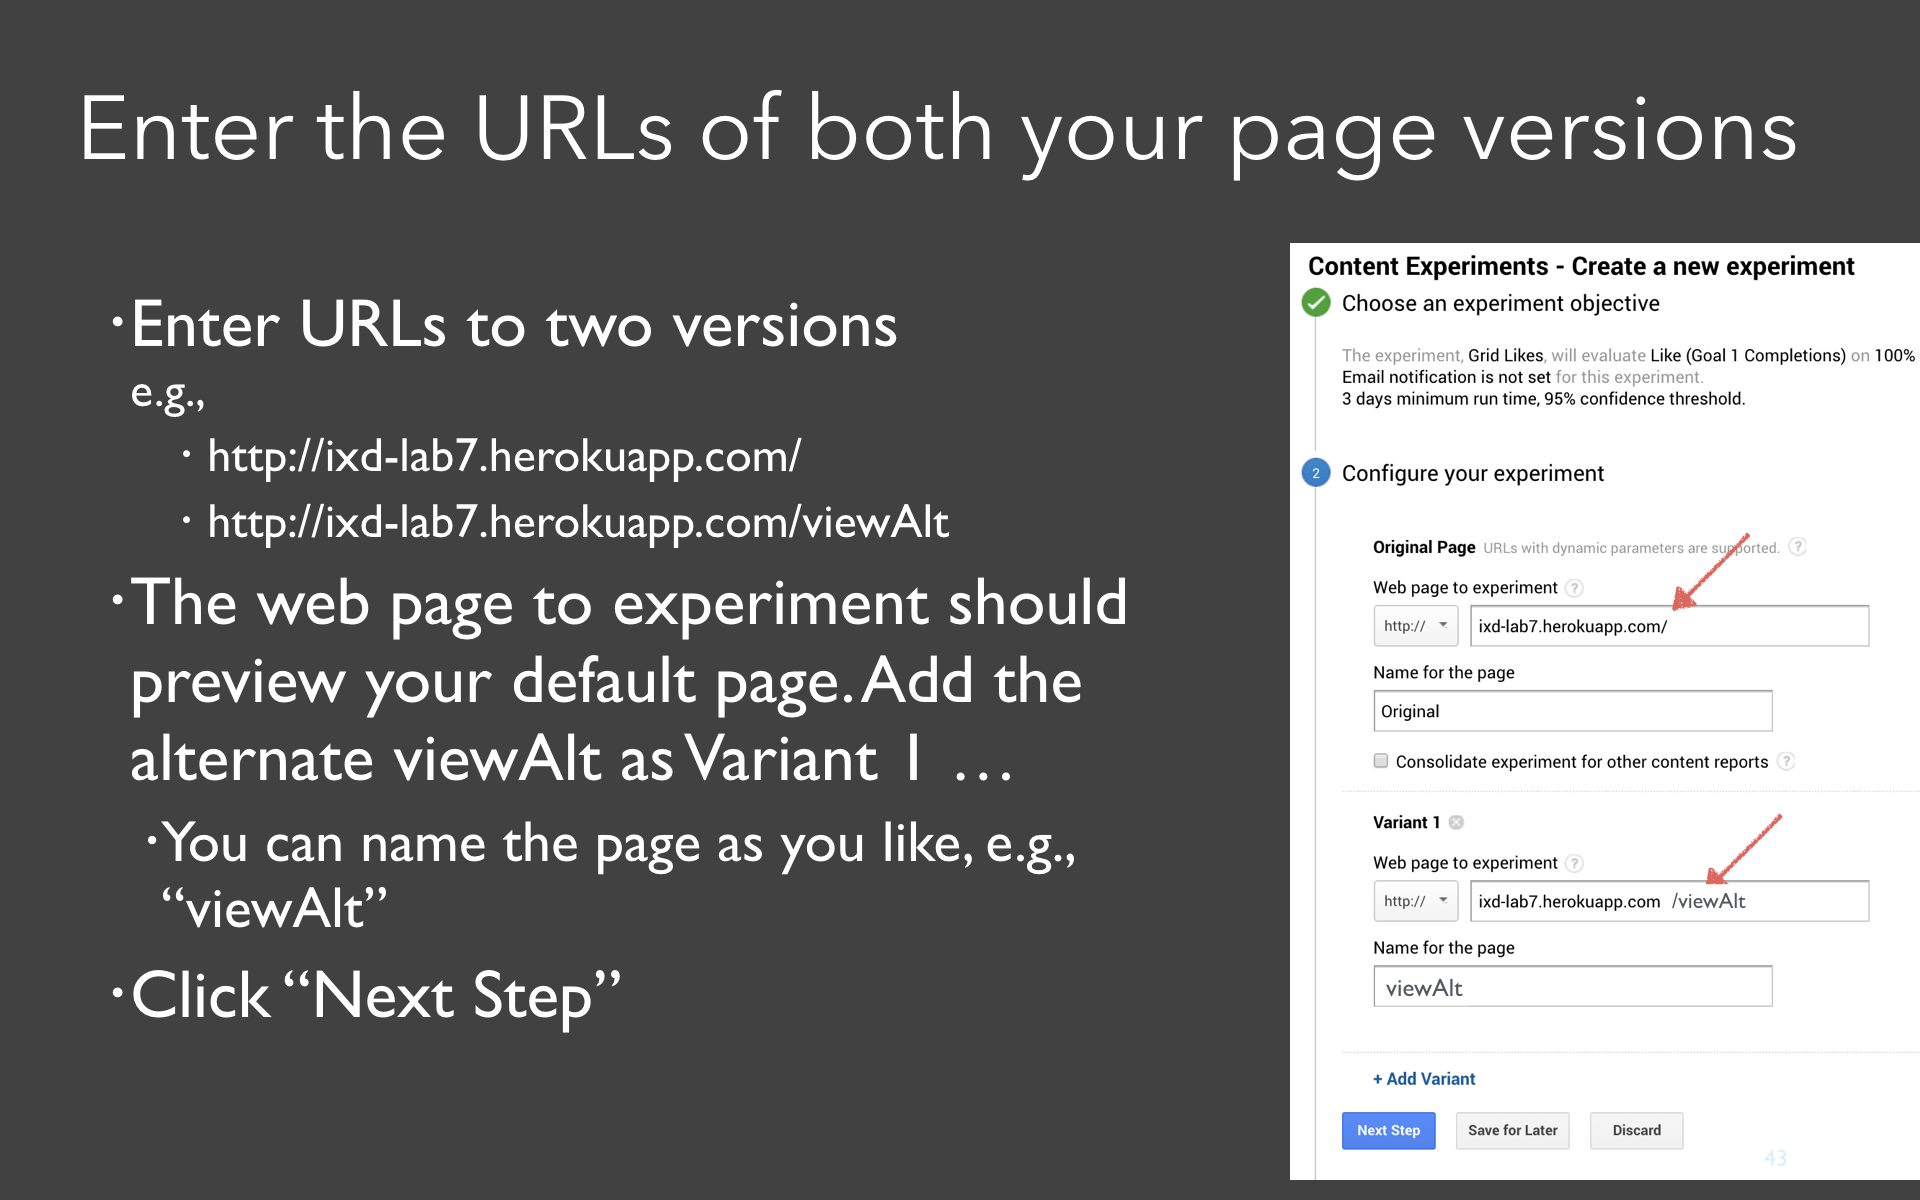 Enter the URLs of both your page versions
•Enter URLs to two versions
e.g.,
• http://ixd-lab7.herokuapp.com/
• http://ixd-lab7.herokuapp.com/viewAlt
•The web page to experiment should
preview your default page. Add the
alternate viewAlt as Variant 1 …
•You can name the page as you like, e.g.,
“viewAlt”
•Click “Next Step”
Content Experiments - Create a new experiment
Choose an experiment objective
The experiment, Grid Likes, will evaluate Like (Goal 1 Completions) on 100%
Email notification is not set for this experiment.
3 days minimum run time, 95% confidence threshold.
2 Configure your experiment
Original Page URLs with dynamic parameters are supported. ?
Web page to experiment ?
http:// ixd-lab7.herokuapp.com/
Name for the page
Original
Consolidate experiment for other content reports ?
Variant 1
Web page to experiment ?
http:// ixd-lab7.herokuapp.com /viewAlt
Name for the page
viewAlt
+ Add Variant
Next Step Save for Later Discard
43